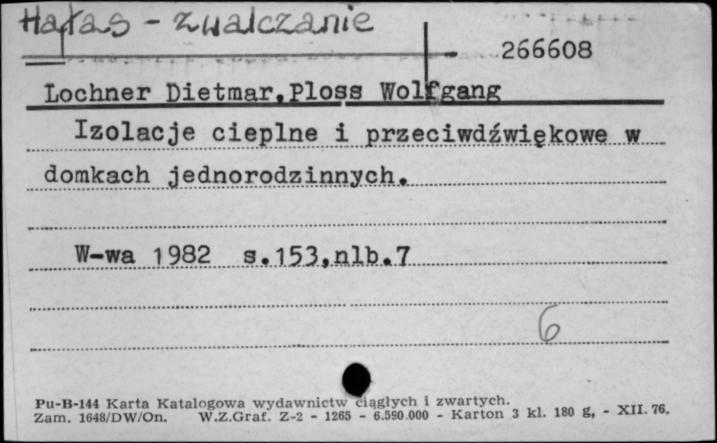 Hałas - zwalczanie
266608
Lochner Dietmar,Ploss Wolfgang
Izolacje cieplne i przeciwdźwiękowe w
domkach jednorodzinnych.
W-wa 1982 s.153,nlb.7
6
Pu-B-144 Karta Katalogowa wydawnictw ciągłych i zwartych.
Zam. 1648/DW/On. W.Z.Graf. Z-2 - 1265 - 6.590.000 - Karton 3 kl. 180 g, - XII. 76.